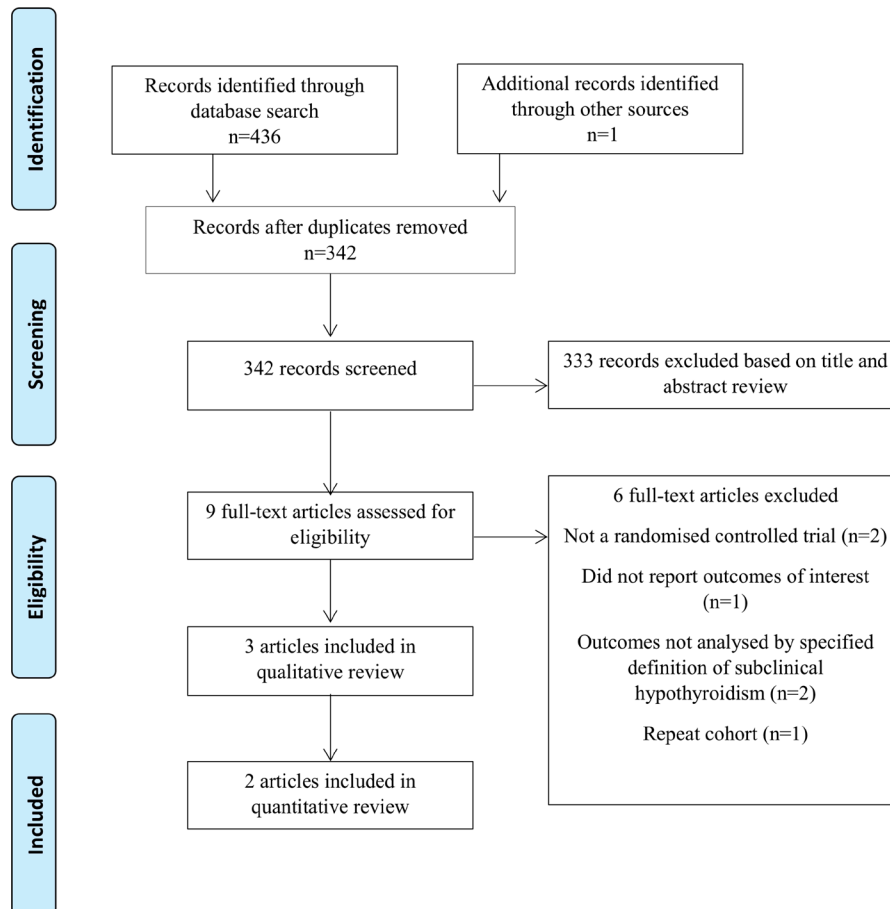 Identification
Records identified through
database search
n=436
Additional records identified
through other sources
n=1
Records after duplicates removed
n=342
Screening
342 records screened
333 records excluded based on title and
abstract review
Eligibility
9 full-text articles assessed for
eligibility
6 full-text articles excluded
Not a randomised controlled trial (n=2)
Did not report outcomes of interest
(n=1)
Outcomes not analysed by specified
definition of subclinical
hypothyroidism (n=2)
Repeat cohort (n=1)
3 articles included in
qualitative review
Included
2 articles included in
quantitative review